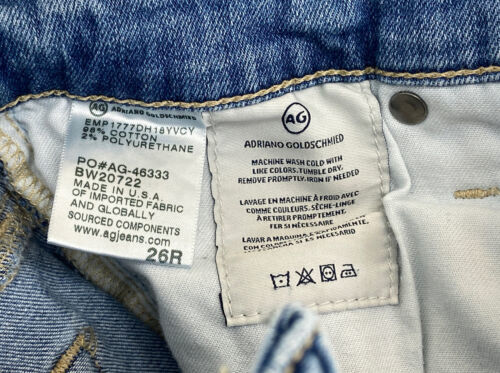 AG ADRIANO GOLDSCHMIED
EMP1777DH18YVCY
98% COTTON
2% POLYURETHANE
PO#AG-46333
BW20722
MADE IN U.S.A.
OF IMPORTED FABRIC
AND GLOBALLY
SOURCED COMPONENTS
www.agjeans.com
26R
AG
ADRIANO GOLDSCHMIED
MACHINE WASH COLD WITH
LIKE COLORS. TUMBLE DRY.
REMOVE PROMPTLY. IRON IF NEEDED
LAVAGE EN MACHINE À FROID AVEC
COMME COULEURS. SÈCHE-LINGE
À RETIRER PROMPTEMENT.
FER SI NÉCESSAIRE
LAVAR A MAQUINA
SI ES NECESARIO